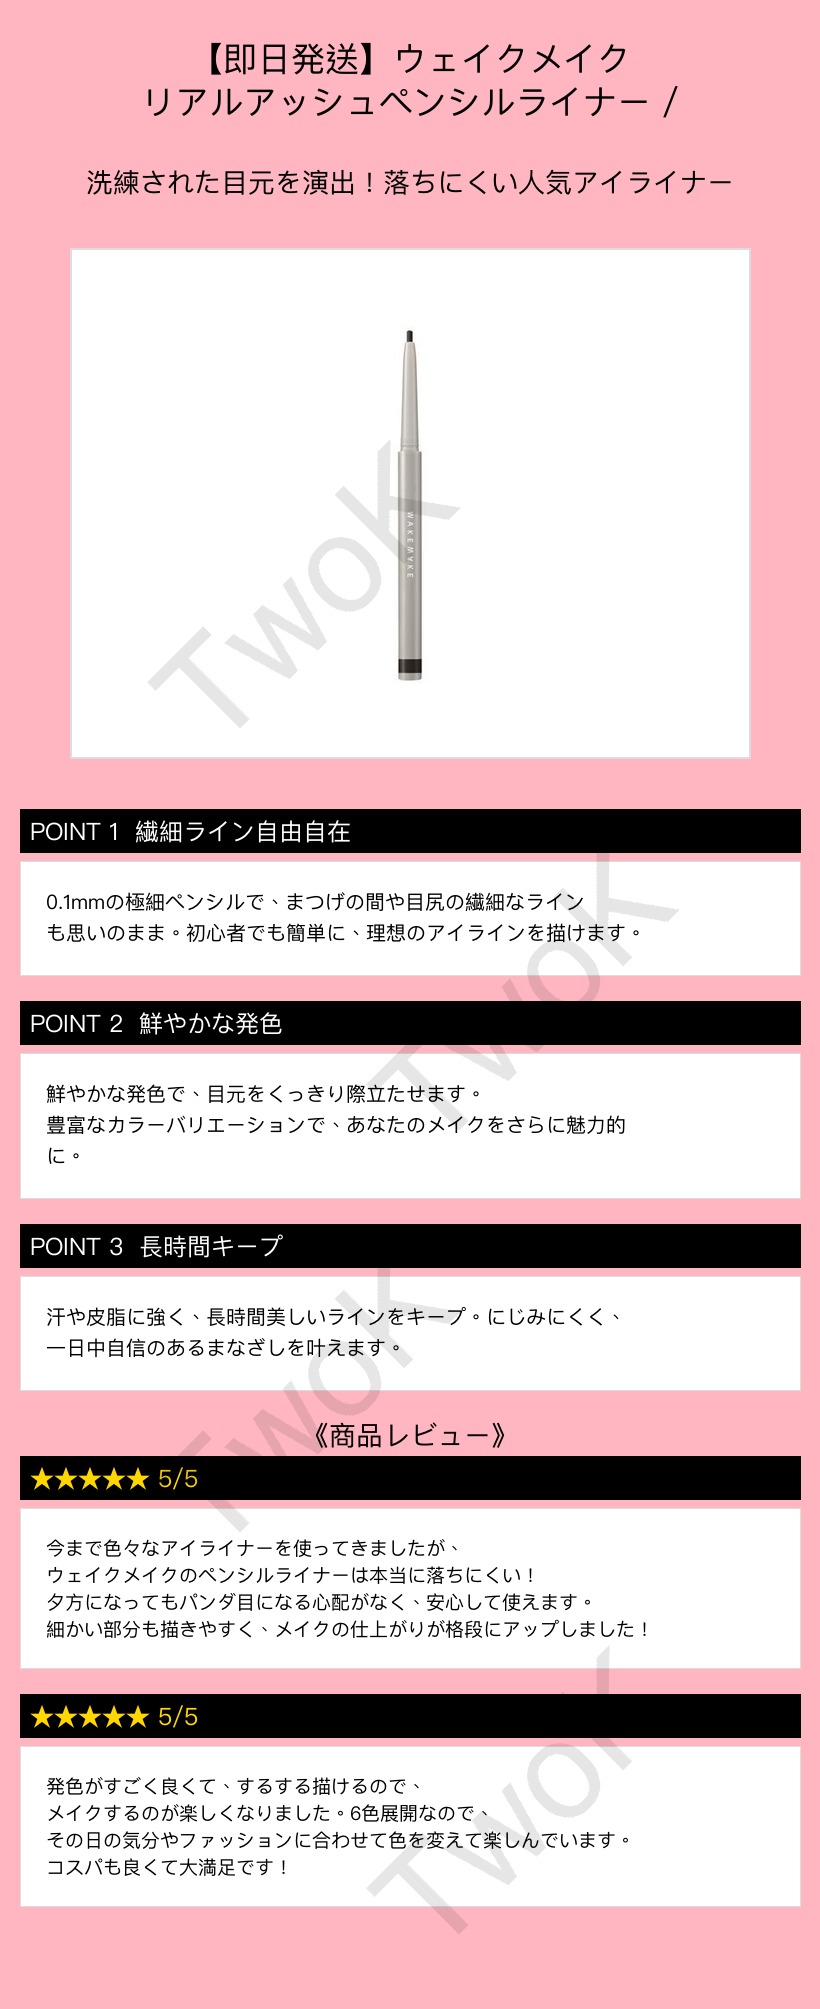 【即日発送】ウェイクメイク
リアルアッシュペンシルライナー /
洗練された目元を演出！落ちにくい人気アイライナー
WAKEMAKE
TwoK
POINT 1 繊細ライン自由自在
0.1mmの極細ペンシルで、まつげの間や目尻の繊細なライン
も思いのまま。初心者でも簡単に、理想のアイラインを描けます。
TwoK
POINT 2 鮮やかな発色
鮮やかな発色で、目元をくっきり際立たせます。
豊富なカラーバリエーションで、あなたのメイクをさらに魅力的
に。
POINT 3 長時間キープ
汗や皮脂に強く、長時間美しいラインをキープ。にじみにくく、
一日中自信のあるまなざしを叶えます。
TwoK
《商品レビュー》
★★★★★ 5/5
今まで色々なアイライナーを使ってきましたが、
ウェイクメイクのペンシルライナーは本当に落ちにくい！
夕方になってもパンダ目になる心配がなく、安心して使えます。
細かい部分も描きやすく、メイクの仕上がりが格段にアップしました！
★★★★★ 5/5
発色がすごく良くて、するする描けるので、
メイクするのが楽しくなりました。6色展開なので、
その日の気分やファッションに合わせて色を変えて楽しんでいます。
コスパも良くて大満足です！
TwoK